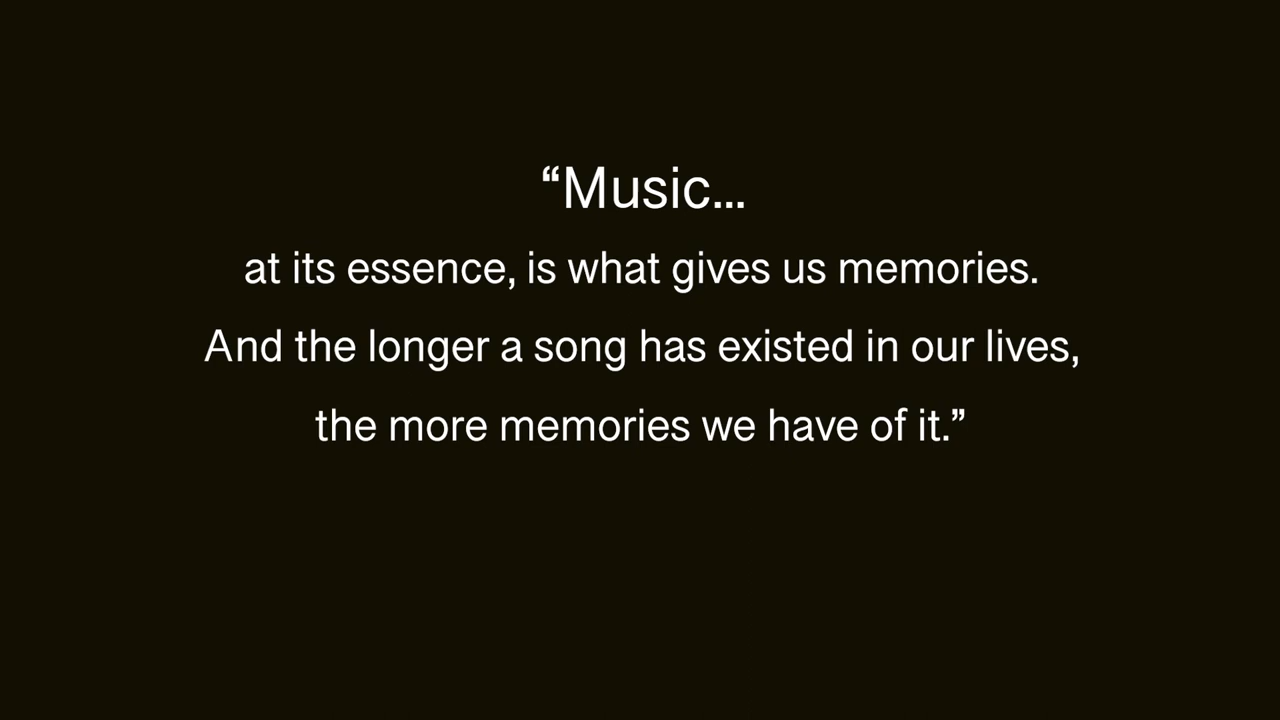 “Music...
at its essence, is what gives us memories.
And the longer a song has existed in our lives,
the more memories we have of it.”